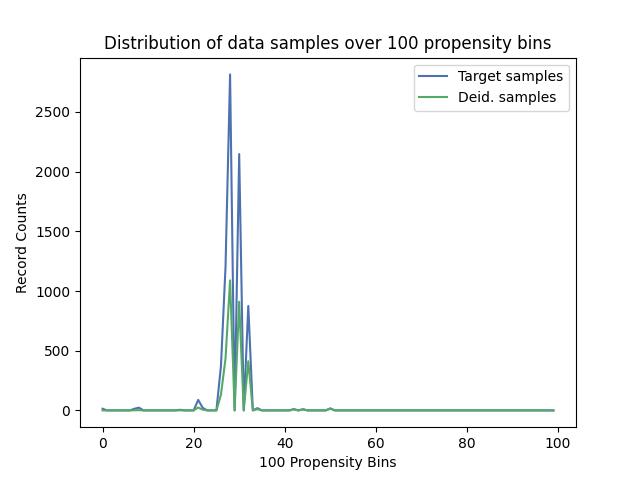 Distribution of data samples over 100 propensity bins
Target samples
Deid. samples
Record Counts
2500
2000
1500
1000
500
0
0 20 40 60 80 100
100 Propensity Bins